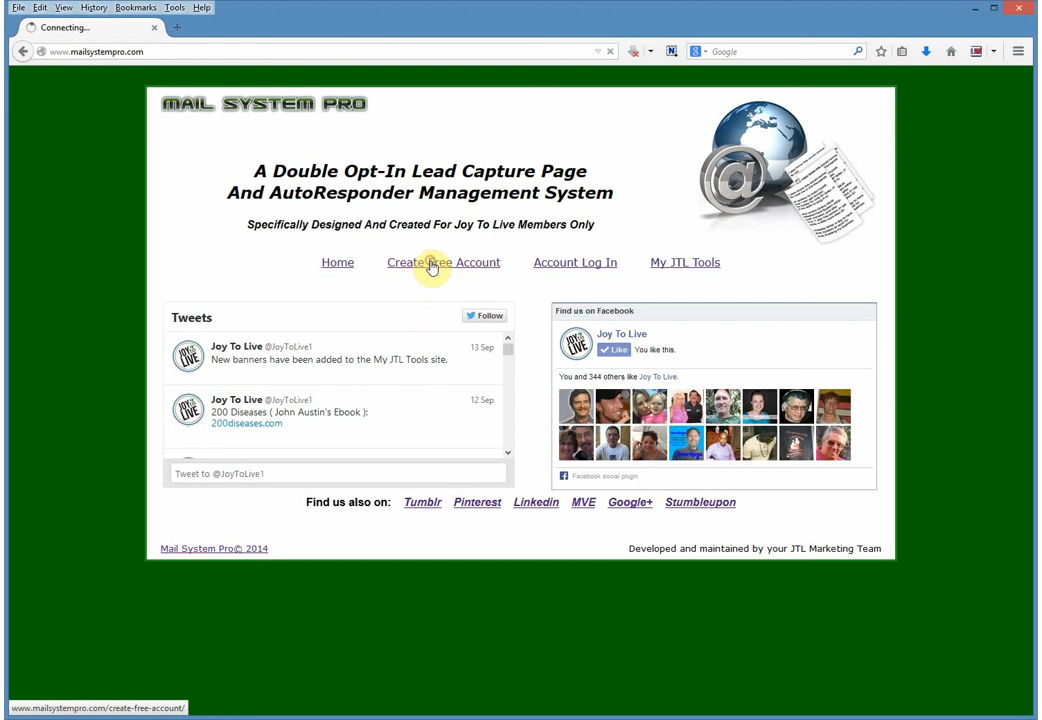 File Edit View History Bookmarks Tools Help
Connecting...
www.mailsystempro.com
Google
MAIL SYSTEM PRO
A Double Opt-In Lead Capture Page
And AutoResponder Management System
Specifically Designed And Created For Joy To Live Members Only
Home Create Free Account Account Log In My JTL Tools
Tweets
Follow
Joy To Live @JoyToLive1 13 Sep
New banners have been added to the My JTL Tools site.
Joy To Live @JoyToLive1 12 Sep
200 Diseases ( John Austin's Ebook ):
200diseases.com
Tweet to @JoyToLive1
Find us on Facebook
Joy To Live
Like You like this.
You and 344 others like Joy To Live.
Facebook social plugin
Find us also on: Tumblr Pinterest Linkedin MVE Google+ Stumbleupon
Mail System Pro© 2014
Developed and maintained by your JTL Marketing Team
www.mailsystempro.com/create-free-account/